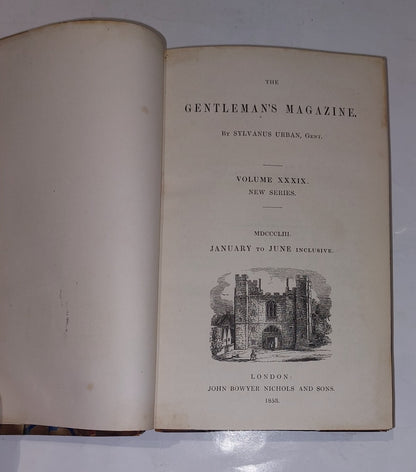 THE
GENTLEMAN'S MAGAZINE.
BY SYLVANUS URBAN, GENT.
VOLUME XXXIX.
NEW SERIES.
MDCCCLIII.
JANUARY TO JUNE INCLUSIVE.
LONDON:
JOHN BOWYER NICHOLS AND SONS.
1853.